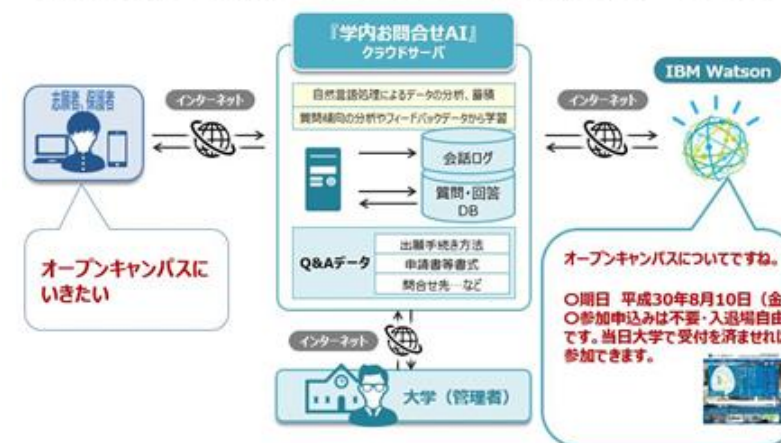 『学内お問合せAI』
クラウドサーバ
IBM Watson
志願者、保護者
インターネット
インターネット
自然言語処理によるデータの分析、蓄積
質問傾向の分析やフィードバックデータから学習
会話ログ
質問・回答
DB
Q&Aデータ
出願手続き方法
申請書等書式
問合せ先…など
オープンキャンパスに
いきたい
オープンキャンパスについてですね。
〇期日 平成30年8月10日（金
〇参加申込みは不要・入退場自由
です。当日大学で受付を済ませれば
参加できます。
インターネット
大学（管理者）